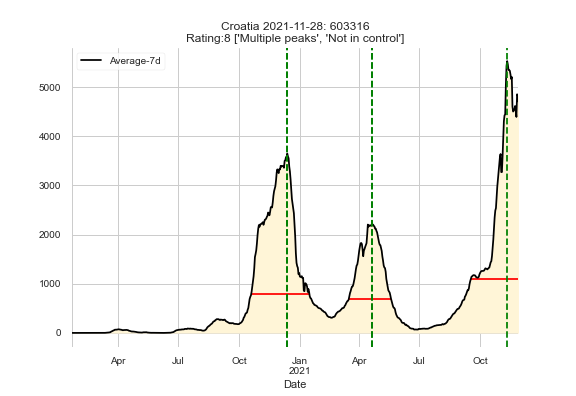 Croatia 2021-11-28: 603316
Rating:8 ['Multiple peaks', 'Not in control']
Average-7d
5000
4000
3000
2000
1000
0
Apr Jul Oct Jan Apr Jul Oct
2021
Date